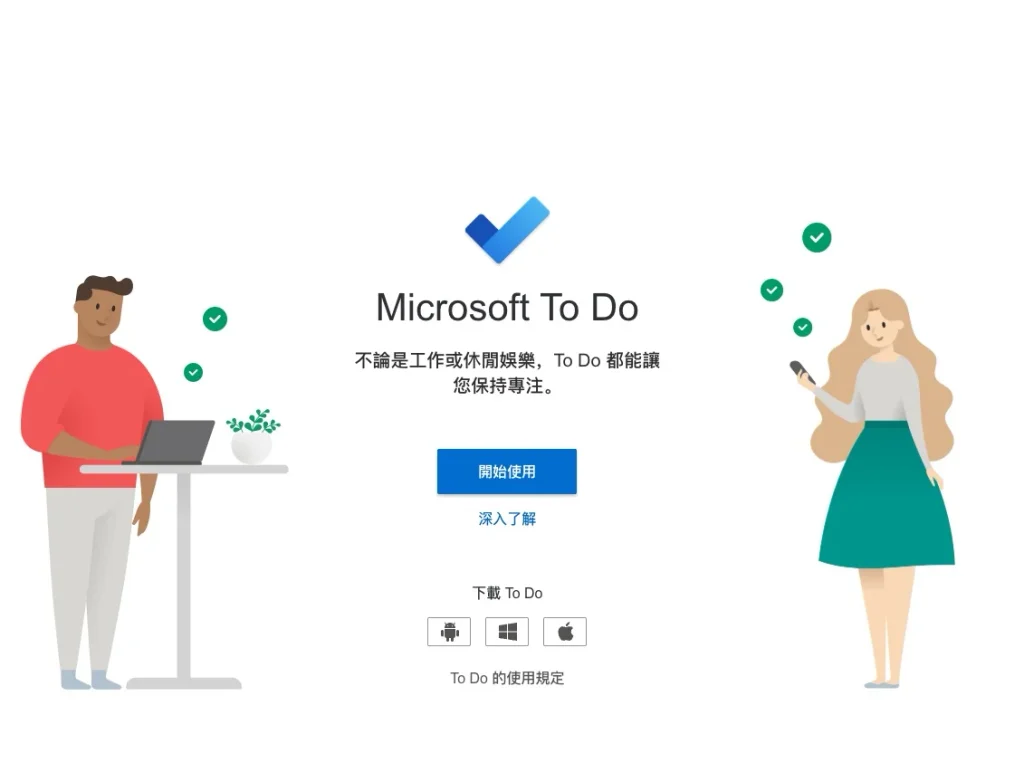 Microsoft To Do
不論是工作或休閒娛樂，To Do 都能讓
您保持專注。
開始使用
深入了解
下載 To Do
To Do 的使用規定